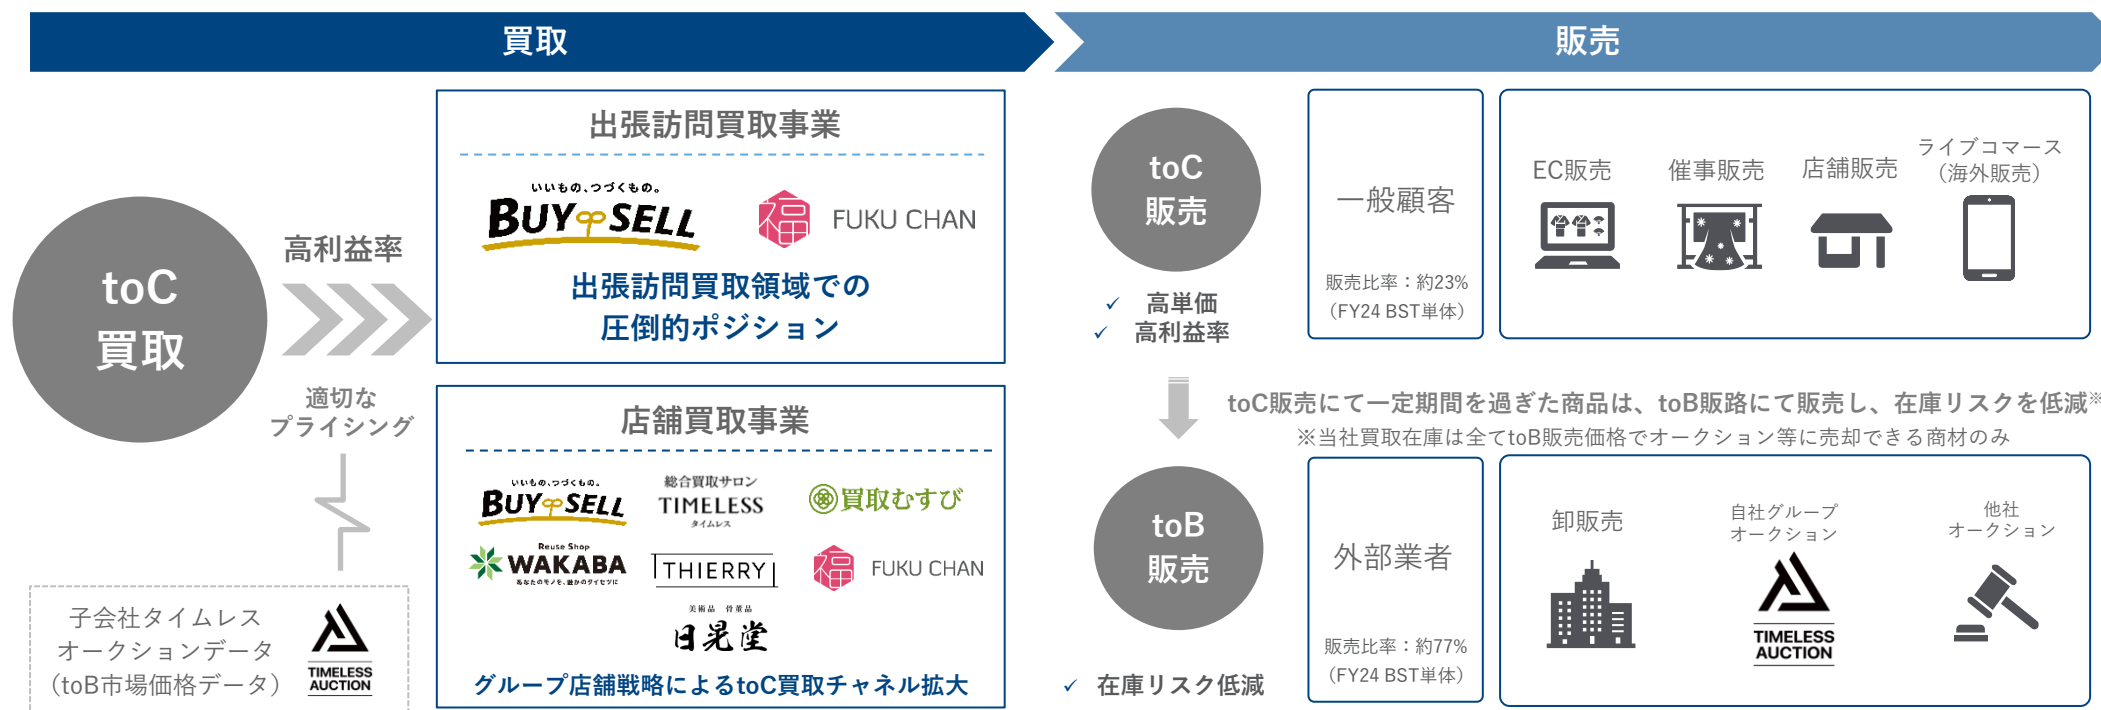 買取
販売
toC
買取
高利益率
適切な
プライシング
子会社タイムレス
オークションデータ
（toB市場価格データ）
TIMELESS
AUCTION
出張訪問買取事業
いいもの、つづくもの。
BUY SELL
福
FUKU CHAN
出張訪問買取領域での
圧倒的ポジション
店舗買取事業
いいもの、つづくもの。
BUY SELL
総合買取サロン
TIMELESS
タイムレス
買取むすび
Reuse Shop
WAKABA
あなたのモノを、誰かのタイセツに
THIERRY
福
FUKU CHAN
美術品 骨董品
日晃堂
グループ店舗戦略によるtoC買取チャネル拡大
toC
販売
✓ 高単価
✓ 高利益率
一般顧客
販売比率：約23%
（FY24 BST単体）
EC販売
催事販売
店舗販売
ライブコマース
（海外販売）
toC販売にて一定期間を過ぎた商品は、toB販路にて販売し、在庫リスクを低減※
※当社買取在庫は全てtoB販売価格でオークション等に売却できる商材のみ
toB
販売
✓ 在庫リスク低減
外部業者
販売比率：約77%
（FY24 BST単体）
卸販売
自社グループ
オークション
TIMELESS
AUCTION
他社
オークション